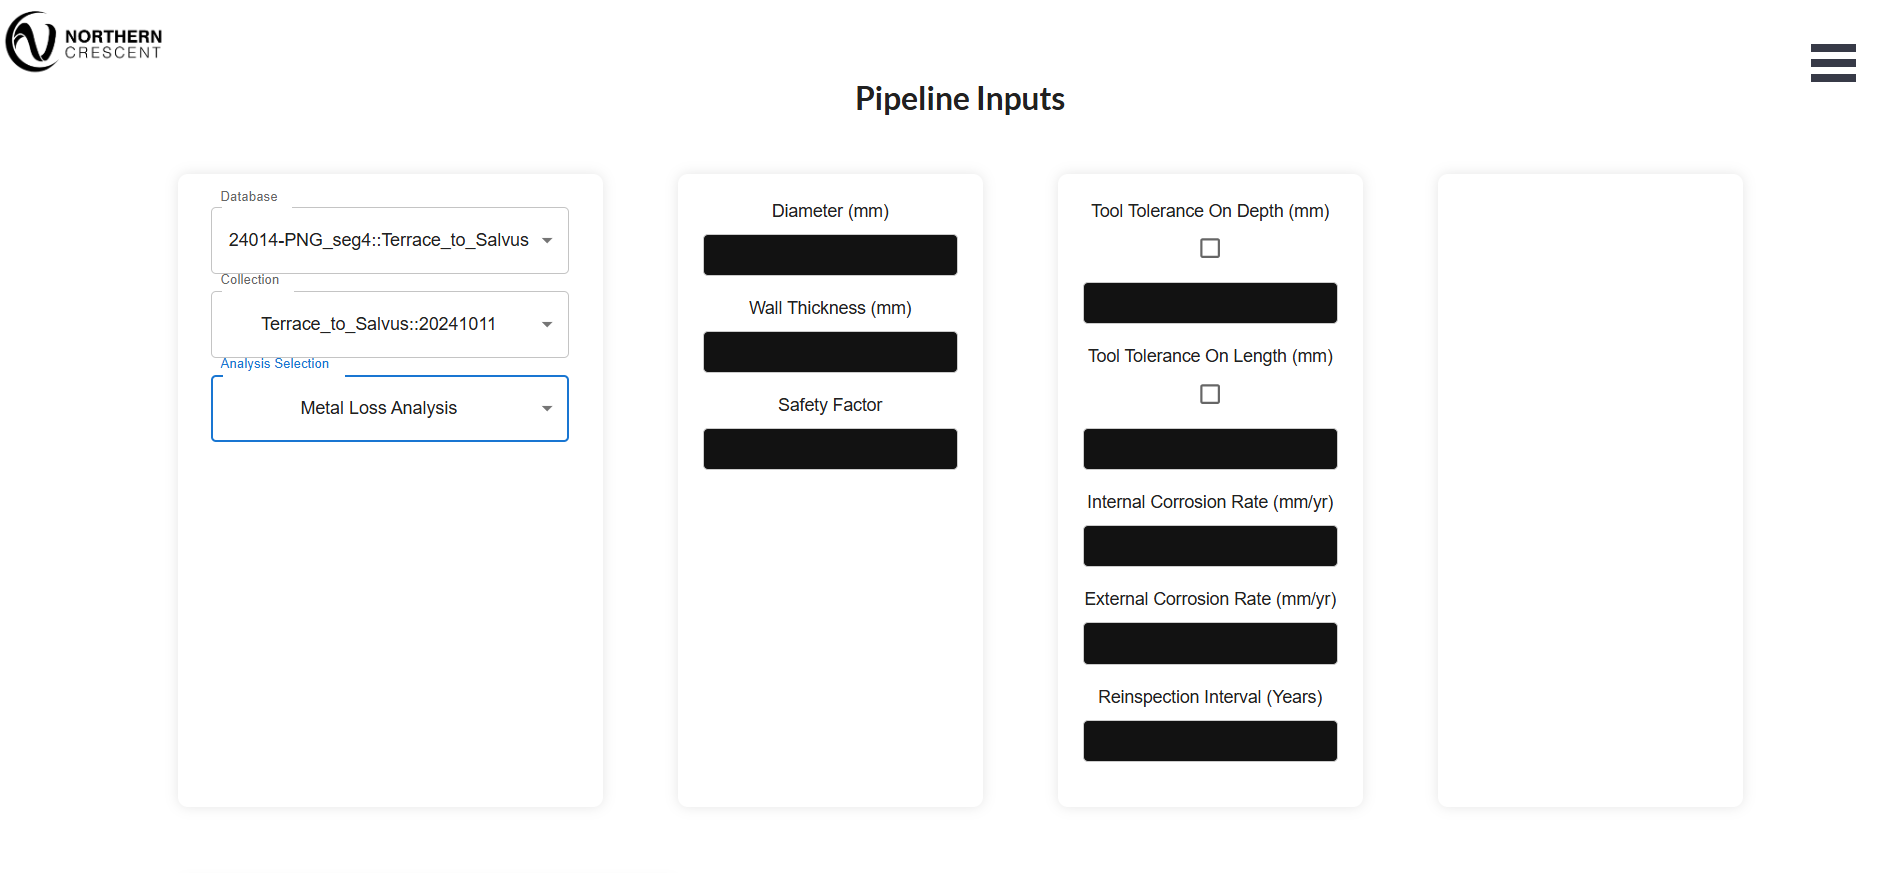 NORTHERN
CRESCENT
Pipeline Inputs
Database
24014-PNG_seg4::Terrace_to_Salvus
Collection
Terrace_to_Salvus::20241011
Analysis Selection
Metal Loss Analysis
Diameter (mm)
Wall Thickness (mm)
Safety Factor
Tool Tolerance On Depth (mm)
Tool Tolerance On Length (mm)
Internal Corrosion Rate (mm/yr)
External Corrosion Rate (mm/yr)
Reinspection Interval (Years)